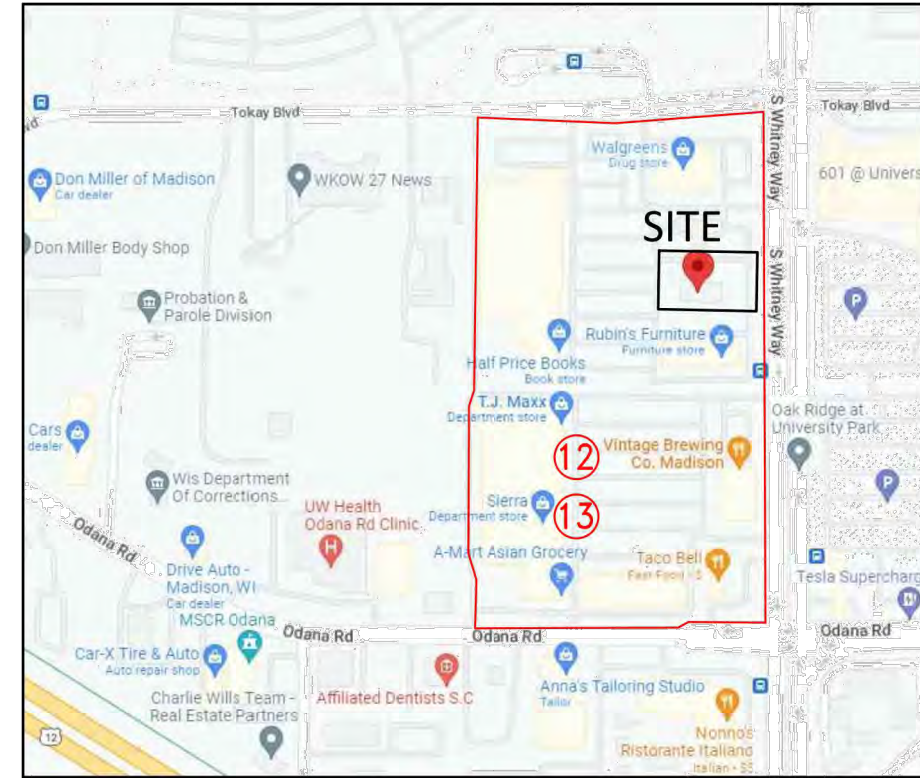 Tokay Blvd
S Whitney Way
Tokay Blvd
Walgreens
Drug store
601 @ Univers
Don Miller of Madison
Car dealer
WKOW 27 News
SITE
Don Miller Body Shop
S Whitney Way
Probation &
Parole Division
P
Rubin's Furniture
Furniture store
Half Price Books
Book store
T.J. Maxx
Department store
Oak Ridge at
University Park
Cars
dealer
12
Vintage Brewing
Co. Madison
Wis Department
Of Corrections...
P
UW Health
Odana Rd Clinic
H
Sierra
Department store
13
Odana Rd
A-Mart Asian Grocery
Taco Bell
Fast Food • $
Drive Auto -
Madison, WI
Car dealer
Tesla Supercharg
MSCR Odana
Odana Rd
Odana Rd
Odana Rd
Car-X Tire & Auto
Auto repair shop
Affiliated Dentists S.C
Anna's Tailoring Studio
Tailor
Charlie Wills Team -
Real Estate Partners
12
Nonno's
Ristorante Italiano
Italian • $$